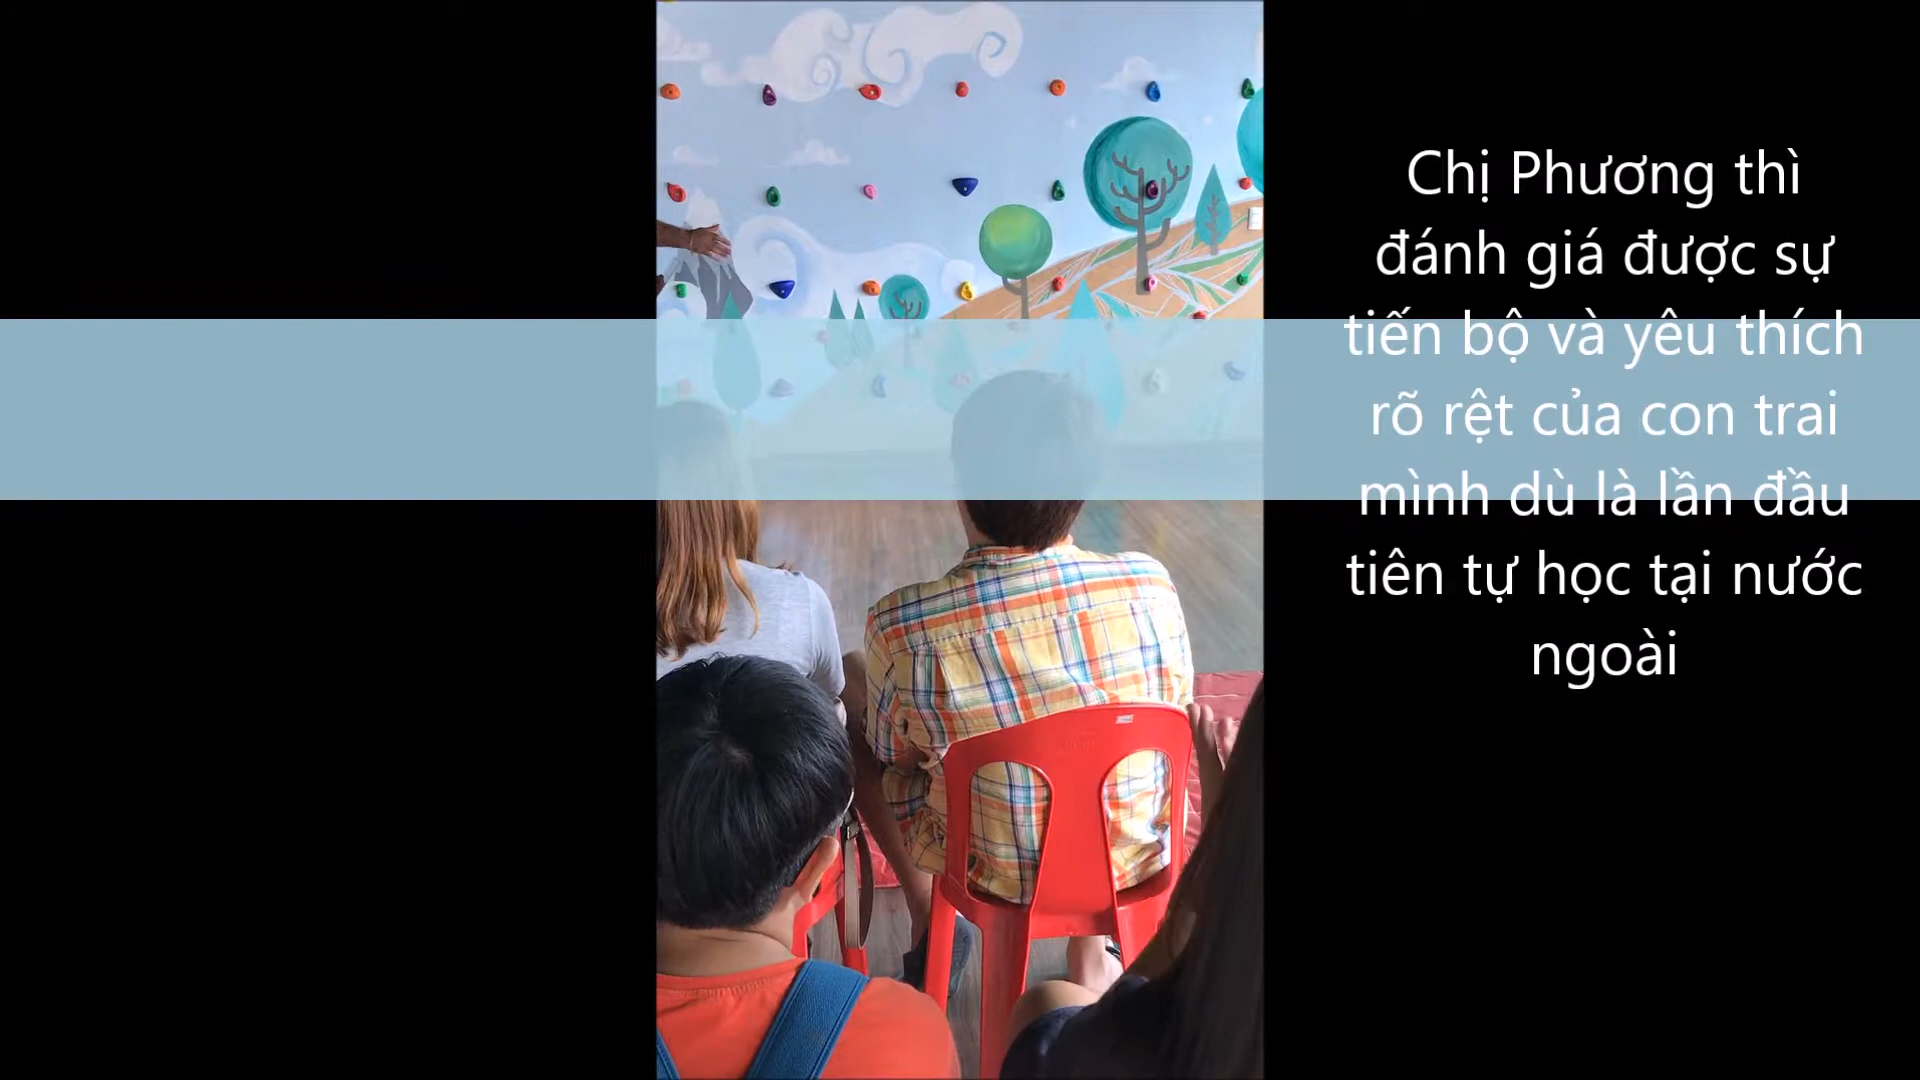 Chị Phương thì
đánh giá được sự
tiến bộ và yêu thích
rõ rệt của con trai
mình dù là lần đầu
tiên tự học tại nước
ngoài